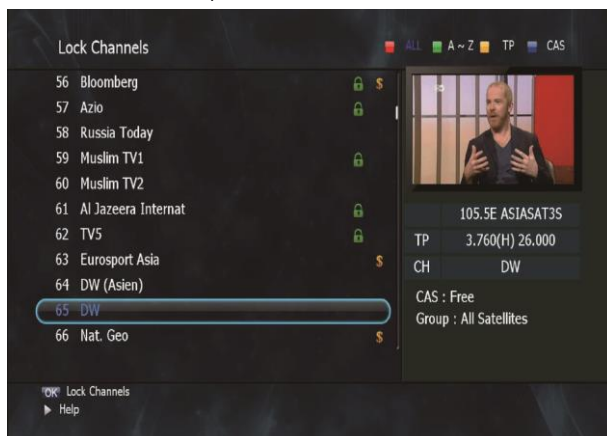 Lock Channels
ALL A ~ Z TP CAS
56 Bloomberg $
57 Azio
58 Russia Today
59 Muslim TV1
60 Muslim TV2
61 Al Jazeera Internat
62 TV5
63 Eurosport Asia $
64 DW (Asien)
65 DW
66 Nat. Geo $
105.5E ASIASAT3S
TP 3.760(H) 26.000
CH DW
CAS : Free
Group : All Satellites
OK Lock Channels
Help